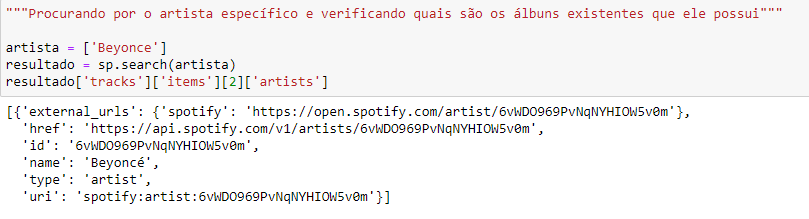 """Procurando por o artista específico e verificando quais são os álbuns existentes que ele possui"""
artista = ['Beyonce']
resultado = sp.search(artista)
resultado['tracks']['items'][2]['artists']
[{'external_urls': {'spotify': 'https://open.spotify.com/artist/6vWDO969PvNqNYHIOW5v0m'},
'href': 'https://api.spotify.com/v1/artists/6vWDO969PvNqNYHIOW5v0m',
'id': '6vWDO969PvNqNYHIOW5v0m',
'name': 'Beyoncé',
'type': 'artist',
'uri': 'spotify:artist:6vWDO969PvNqNYHIOW5v0m'}]